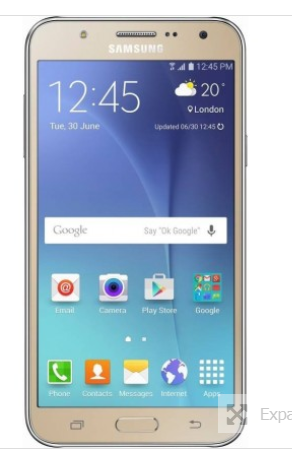 SAMSUNG
12:45 PM
12:45
20°
London
Tue, 30 June
Updated 06/30 12:45
Google
Say "Ok Google"
Email
Camera
Play Store
Google
Phone
Contacts
Messages
Internet
Apps
Expa